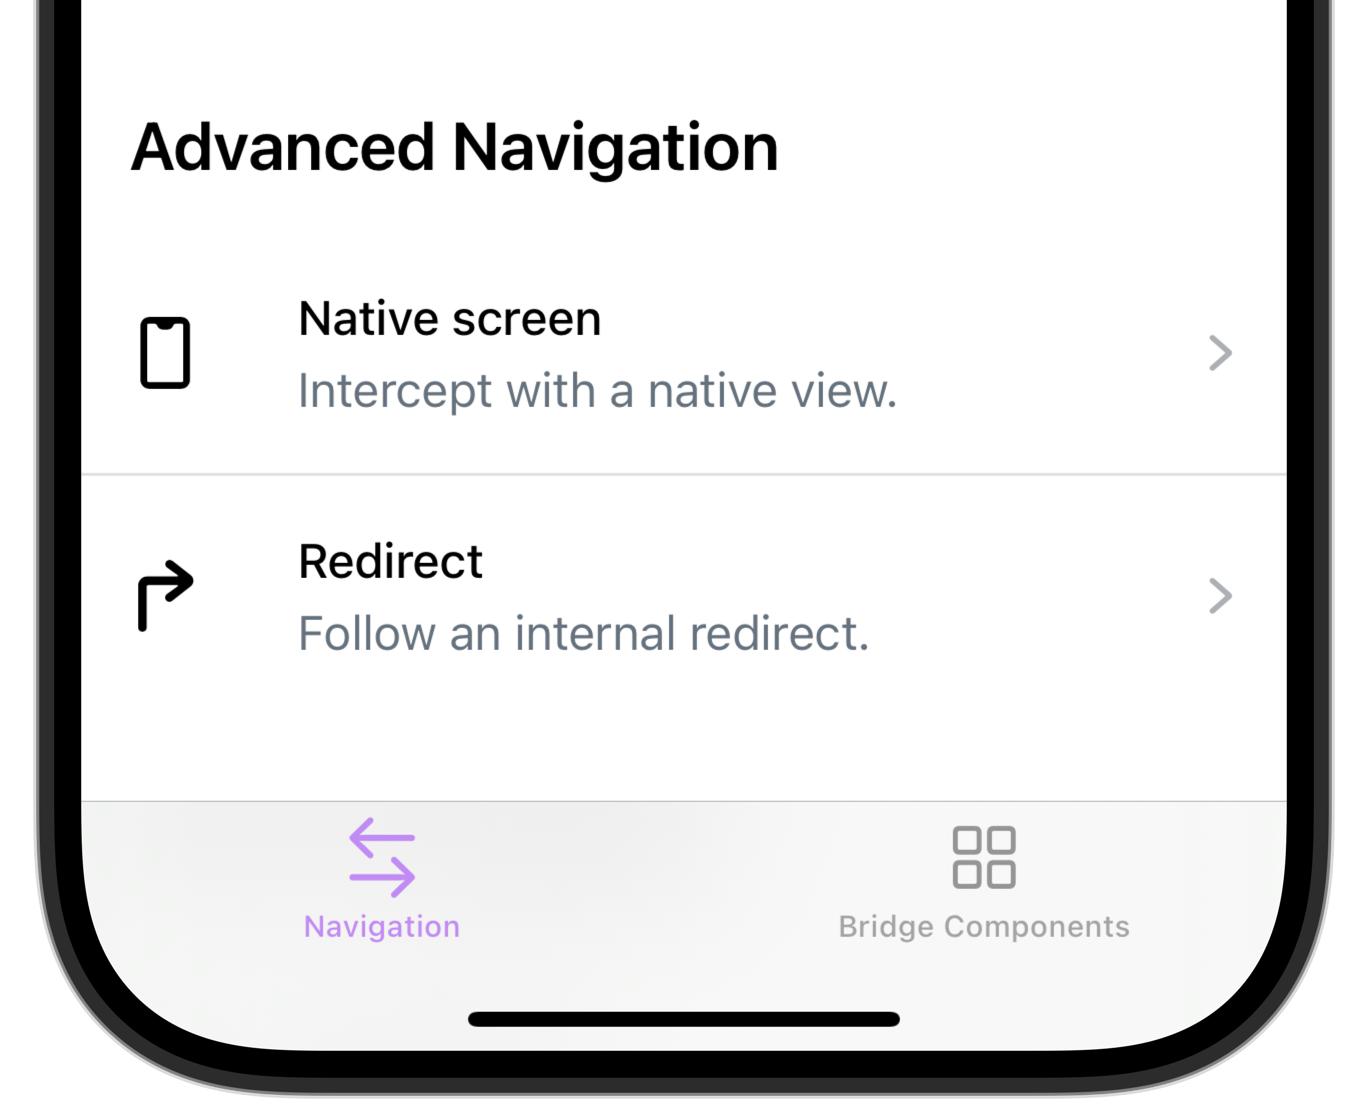 Advanced Navigation
Native screen
Intercept with a native view.
Redirect
Follow an internal redirect.
Navigation
Bridge Components